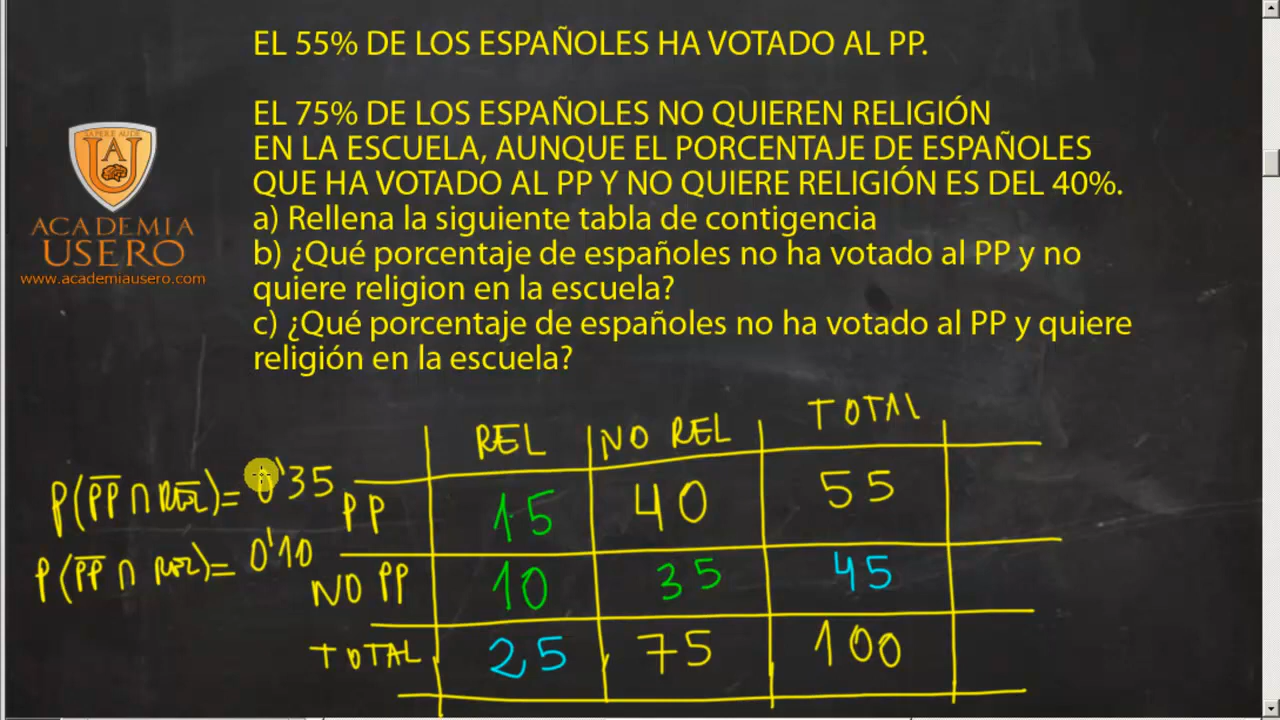 EL 55% DE LOS ESPAÑOLES HA VOTADO AL PP.
EL 75% DE LOS ESPAÑOLES NO QUIEREN RELIGIÓN
EN LA ESCUELA, AUNQUE EL PORCENTAJE DE ESPAÑOLES
QUE HA VOTADO AL PP Y NO QUIERE RELIGIÓN ES DEL 40%.
a) Rellena la siguiente tabla de contigencia
b) ¿Qué porcentaje de españoles no ha votado al PP y no
quiere religion en la escuela?
c) ¿Qué porcentaje de españoles no ha votado al PP y quiere
religión en la escuela?
SAPERE AUDE
UAI
ACADEMIA
USERO
www.academiausero.com
REL NO REL TOTAL
P(P̅P̅ ∩ R̅E̅L̅)= 0'35
PP 15 40 55
P(P̅P̅ ∩ REL)= 0'10
NO PP 10 35 45
TOTAL 25 75 100